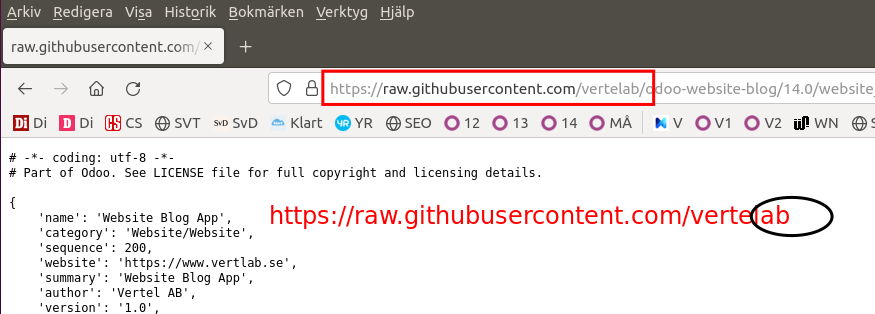 Arkiv Redigera Visa Historik Bokmärken Verktyg Hjälp
raw.githubusercontent.com/ × +
https://raw.githubusercontent.com/vertelab/odoo-website-blog/14.0/website_
Di Di CS SVT SvD SvD Klart YR YR SEO 12 13 14 MÅ V V1 V2 WN S
# -*- coding: utf-8 -*-
# Part of Odoo. See LICENSE file for full copyright and licensing details.
{
'name': 'Website Blog App',
https://raw.githubusercontent.com/vertelab
'category': 'Website/Website',
'sequence': 200,
'website': 'https://www.vertlab.se',
'summary': 'Website Blog App',
'author': 'Vertel AB',
'version': '1.0',